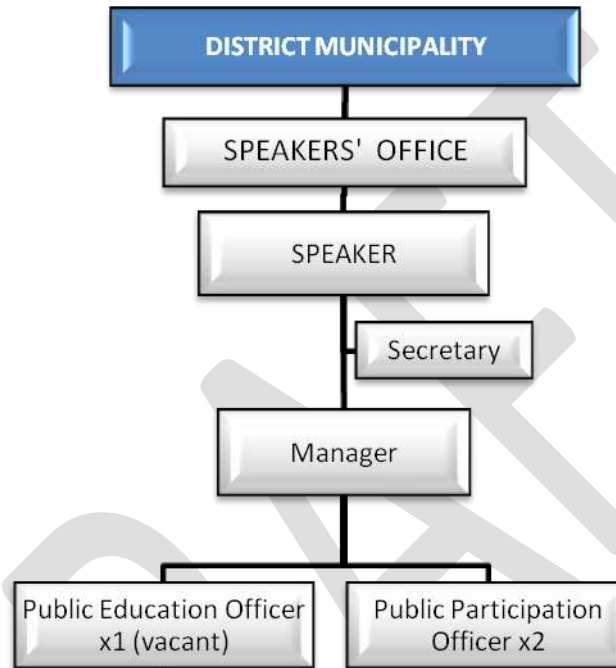 DISTRICT MUNICIPALITY
SPEAKERS' OFFICE
SPEAKER
Secretary
Manager
Public Education Officer
x1 (vacant)
Public Participation
Officer x2